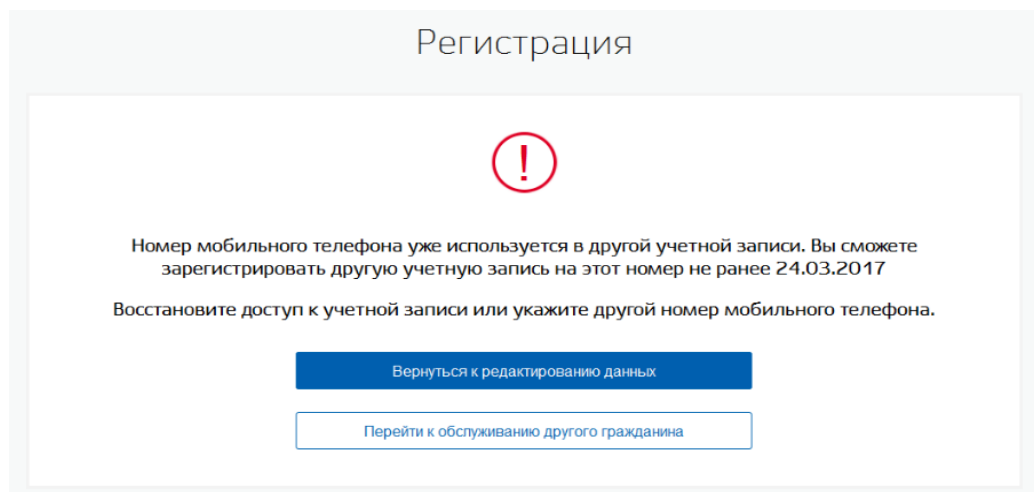 Регистрация
!
Номер мобильного телефона уже используется в другой учетной записи. Вы сможете
зарегистрировать другую учетную запись на этот номер не ранее 24.03.2017
Восстановите доступ к учетной записи или укажите другой номер мобильного телефона.
Вернуться к редактированию данных
Перейти к обслуживанию другого гражданина